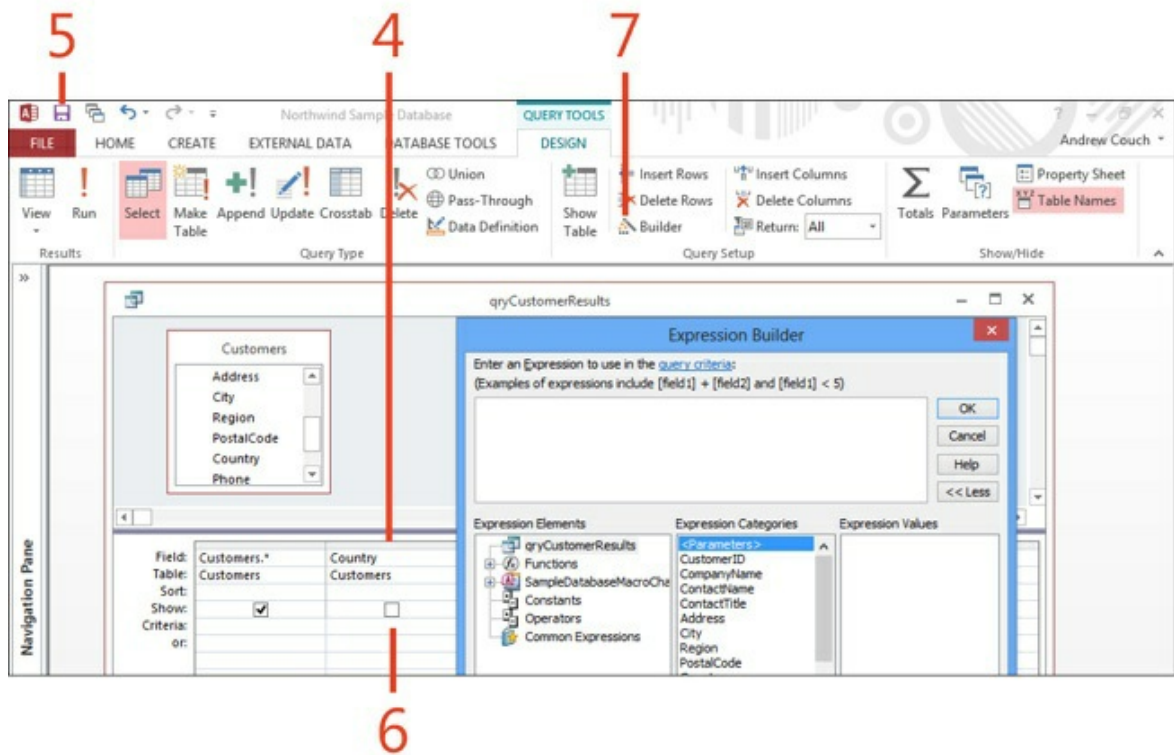 5 4 7
Northwind Sample Database QUERY TOOLS ?
FILE HOME CREATE EXTERNAL DATA DATABASE TOOLS DESIGN Andrew Couch
View
Run
Select
Make Table
Append
Update
Crosstab
Delete
Union
Pass-Through
Data Definition
Show Table
Insert Rows
Delete Rows
Builder
Insert Columns
Delete Columns
Return: All
Totals
Parameters
Property Sheet
Table Names
Results Query Type Query Setup Show/Hide
»
qryCustomerResults
Customers
Address
City
Region
PostalCode
Country
Phone
Expression Builder
Enter an Expression to use in the query criteria:
(Examples of expressions include [field1] + [field2] and [field1] < 5)
OK
Cancel
Help
<< Less
Expression Elements
qryCustomerResults
Functions
SampleDatabaseMacroCha
Constants
Operators
Common Expressions
Expression Categories
<Parameters>
CustomerID
CompanyName
ContactName
ContactTitle
Address
City
Region
PostalCode
Expression Values
Field: Customers.* Country
Table: Customers Customers
Sort:
Show:
Criteria:
or:
Navigation Pane
6